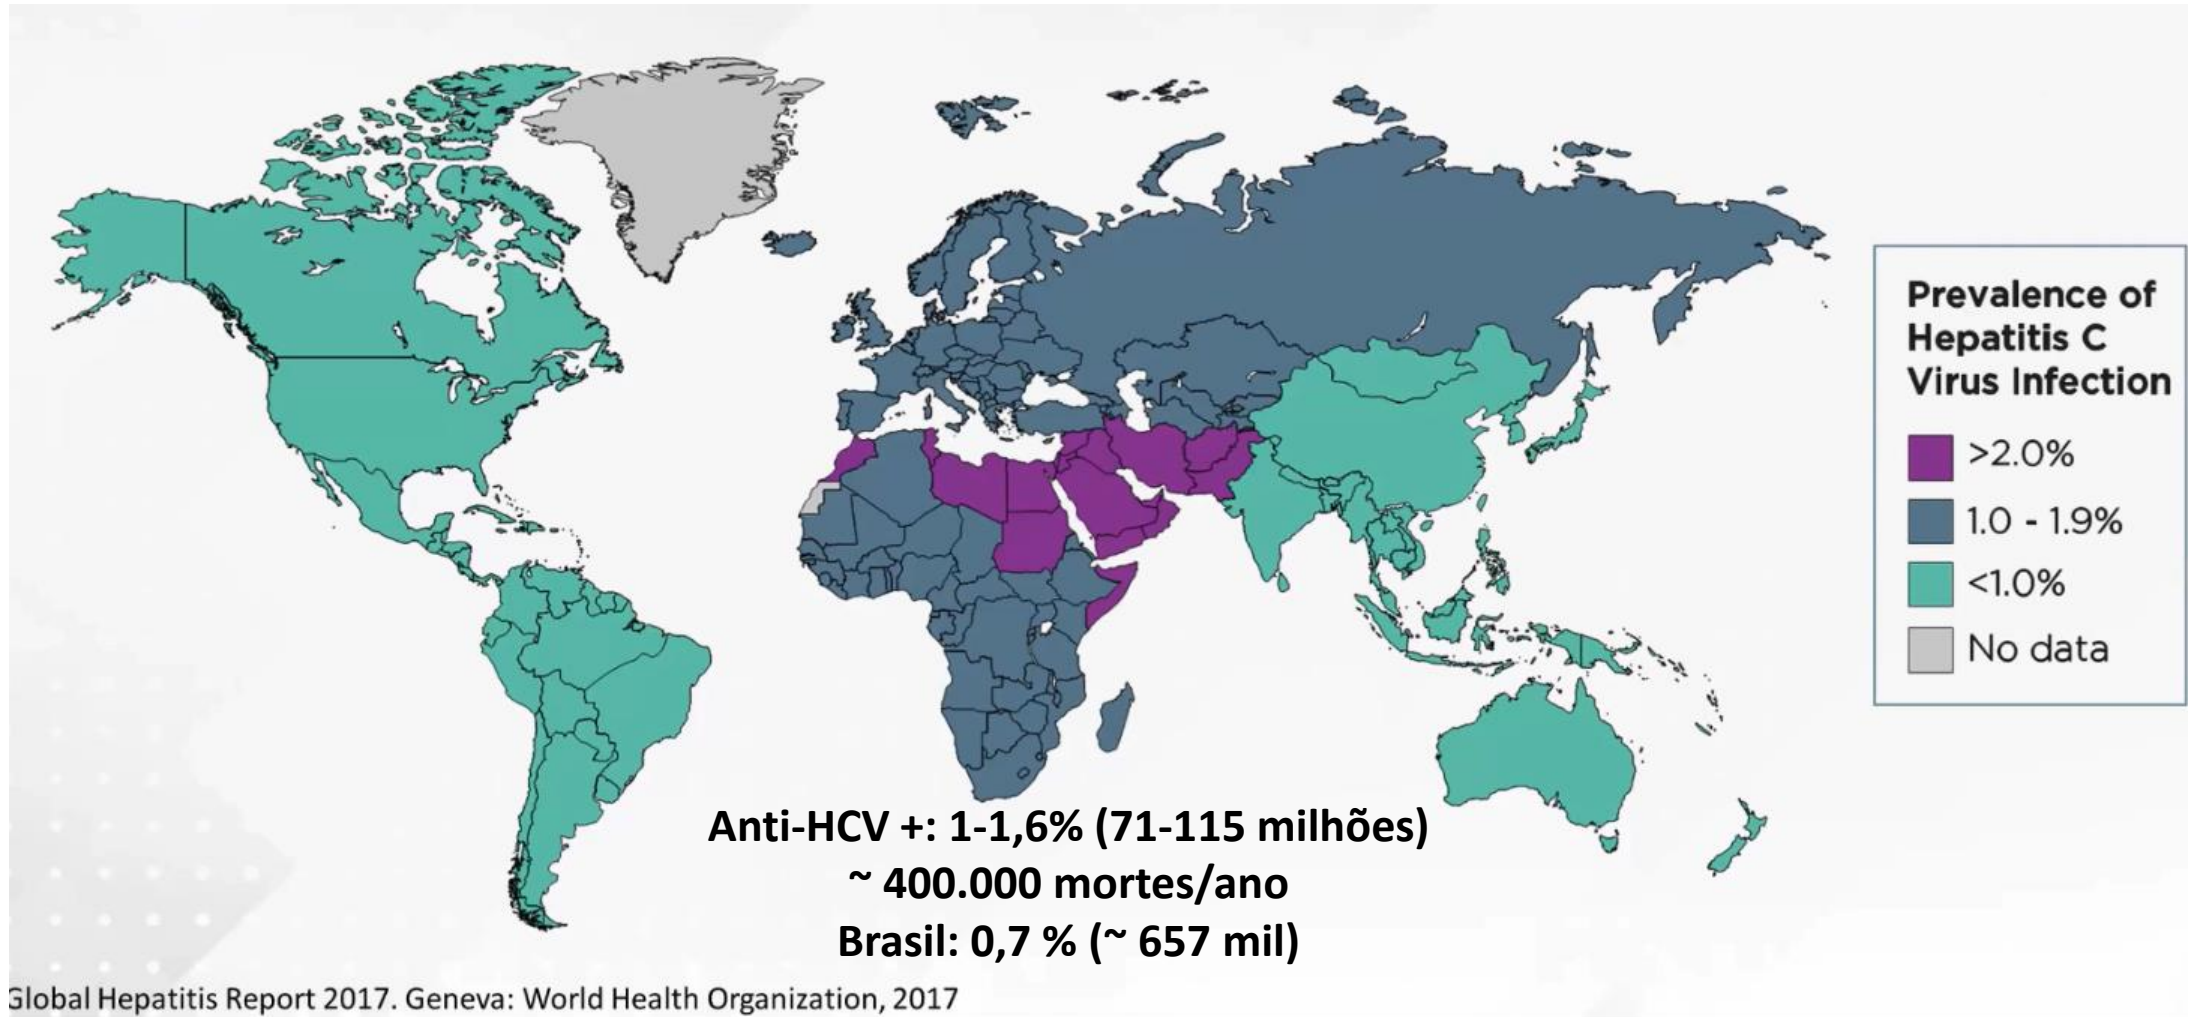 Prevalence of
Hepatitis C
Virus Infection
>2.0%
1.0 - 1.9%
<1.0%
No data
Anti-HCV +: 1-1,6% (71-115 milhões)
~ 400.000 mortes/ano
Brasil: 0,7 % (~ 657 mil)
Global Hepatitis Report 2017. Geneva: World Health Organization, 2017